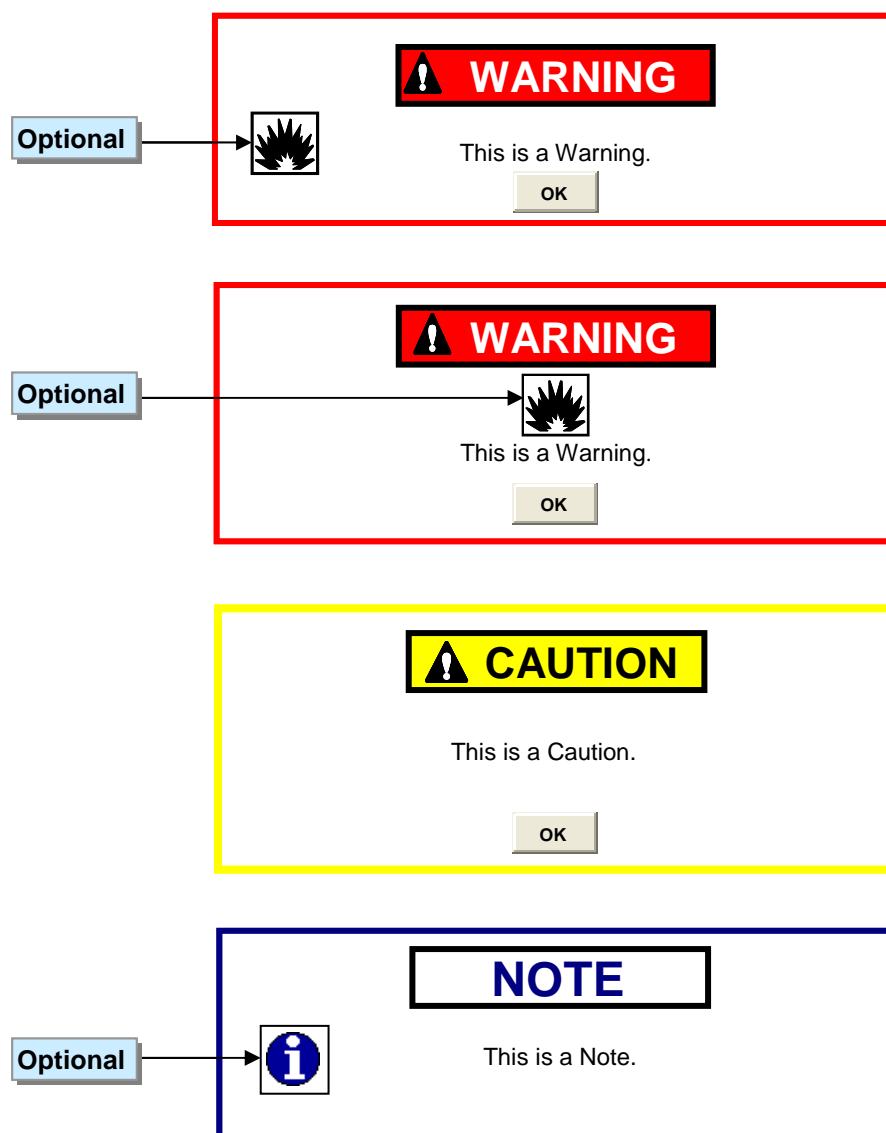 WARNING
Optional
This is a Warning.
OK
WARNING
Optional
This is a Warning.
OK
CAUTION
This is a Caution.
OK
NOTE
Optional
This is a Note.